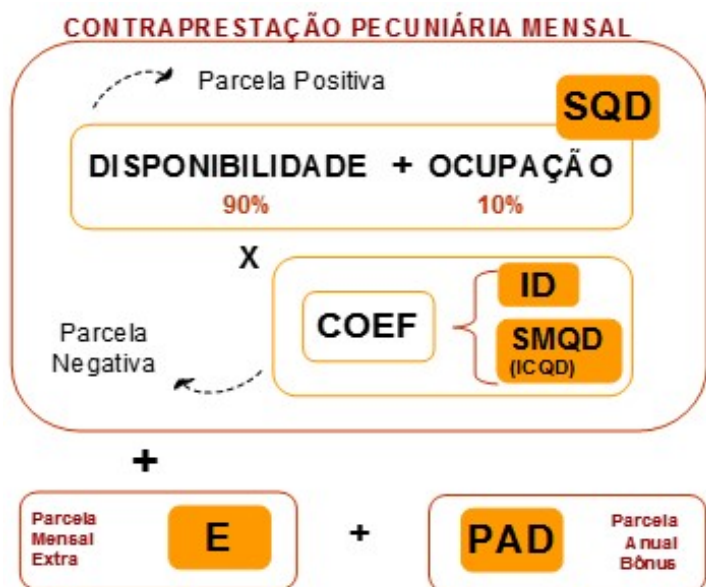 CONTRAPRESTAÇÃO PECUNIÁRIA MENSAL
Parcela Positiva
SQD
DISPONIBILIDADE + OCUPAÇÃO
90% 10%
X
COEF
ID
SMQD
(ICQD)
Parcela
Negativa
+
Parcela
Mensal
Extra
E
+
PAD
Parcela
Anual
Bônus